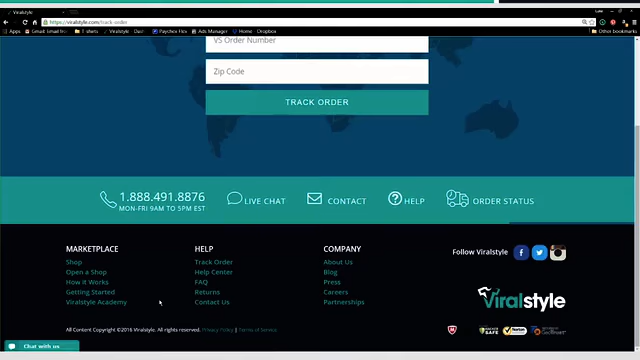 Viralstyle.com
https://viralstyle.com/track-order
Apps
T-shirts
Viralstyle
Paychex Flex
Ads Manager
Home
Dropbox
Other bookmarks
VS Order Number
Zip Code
TRACK ORDER
1.888.491.8876
MON-FRI 9AM TO 5PM EST
LIVE CHAT
CONTACT
HELP
ORDER STATUS
MARKETPLACE
Shop
Open a Shop
How it Works
Getting Started
Viralstyle Academy
HELP
Track Order
Help Center
FAQ
Returns
Contact Us
COMPANY
About Us
Blog
Press
Careers
Partnerships
Follow Viralstyle
Viralstyle
All Content Copyright ©2016 Viralstyle, All rights reserved. Privacy Policy | Terms of Service
SAFE
Norton
Chat with us